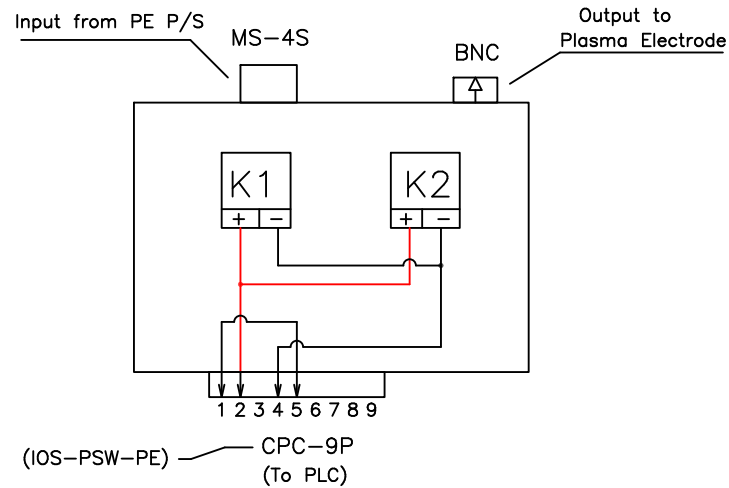 Input from PE P/S
MS-4S
Output to
Plasma Electrode
BNC
K1
+ −
K2
+ −
1 2 3 4 5 6 7 8 9
(IOS-PSW-PE)
CPC-9P
(To PLC)